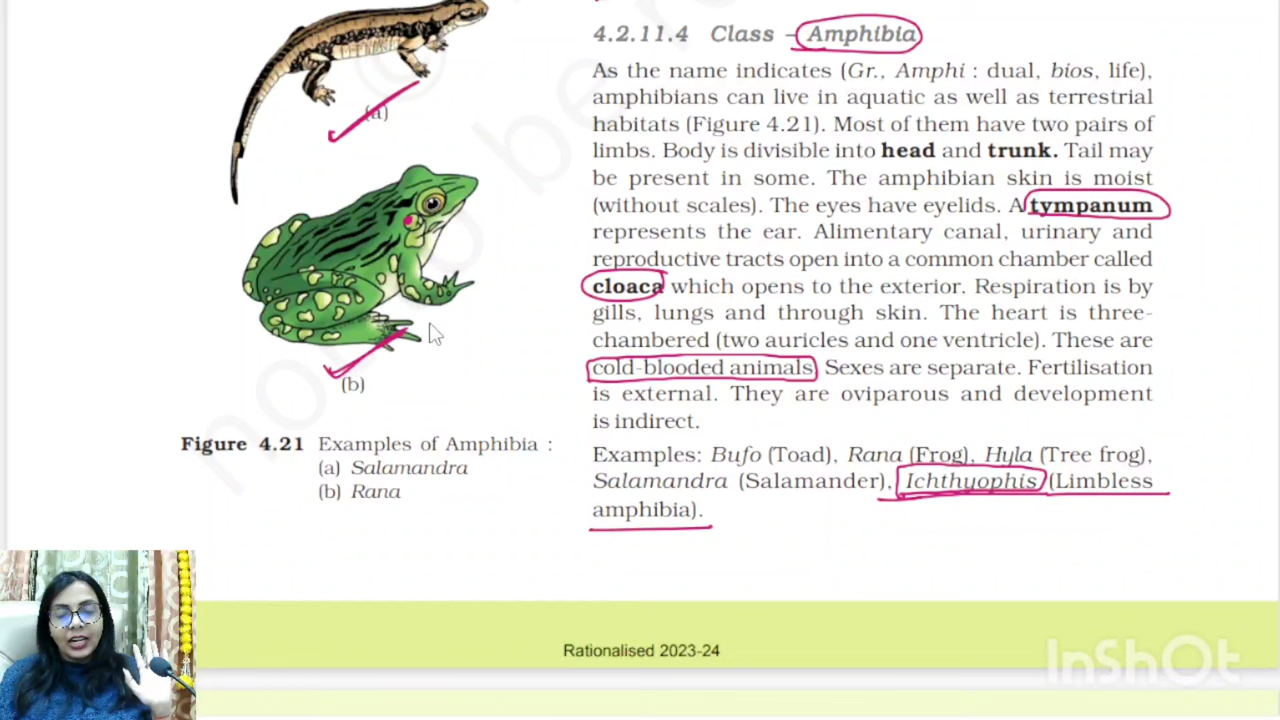 4.2.11.4 Class – Amphibia
As the name indicates (Gr., Amphi : dual, bios, life),
amphibians can live in aquatic as well as terrestrial
habitats (Figure 4.21). Most of them have two pairs of
limbs. Body is divisible into head and trunk. Tail may
be present in some. The amphibian skin is moist
(without scales). The eyes have eyelids. A tympanum
represents the ear. Alimentary canal, urinary and
reproductive tracts open into a common chamber called
cloaca which opens to the exterior. Respiration is by
gills, lungs and through skin. The heart is three-
chambered (two auricles and one ventricle). These are
cold-blooded animals. Sexes are separate. Fertilisation
is external. They are oviparous and development
is indirect.
Examples: Bufo (Toad), Rana (Frog), Hyla (Tree frog),
Salamandra (Salamander), Ichthyophis (Limbless
amphibia).
(a)
(b)
Figure 4.21 Examples of Amphibia :
(a) Salamandra
(b) Rana
Rationalised 2023-24
InShOt